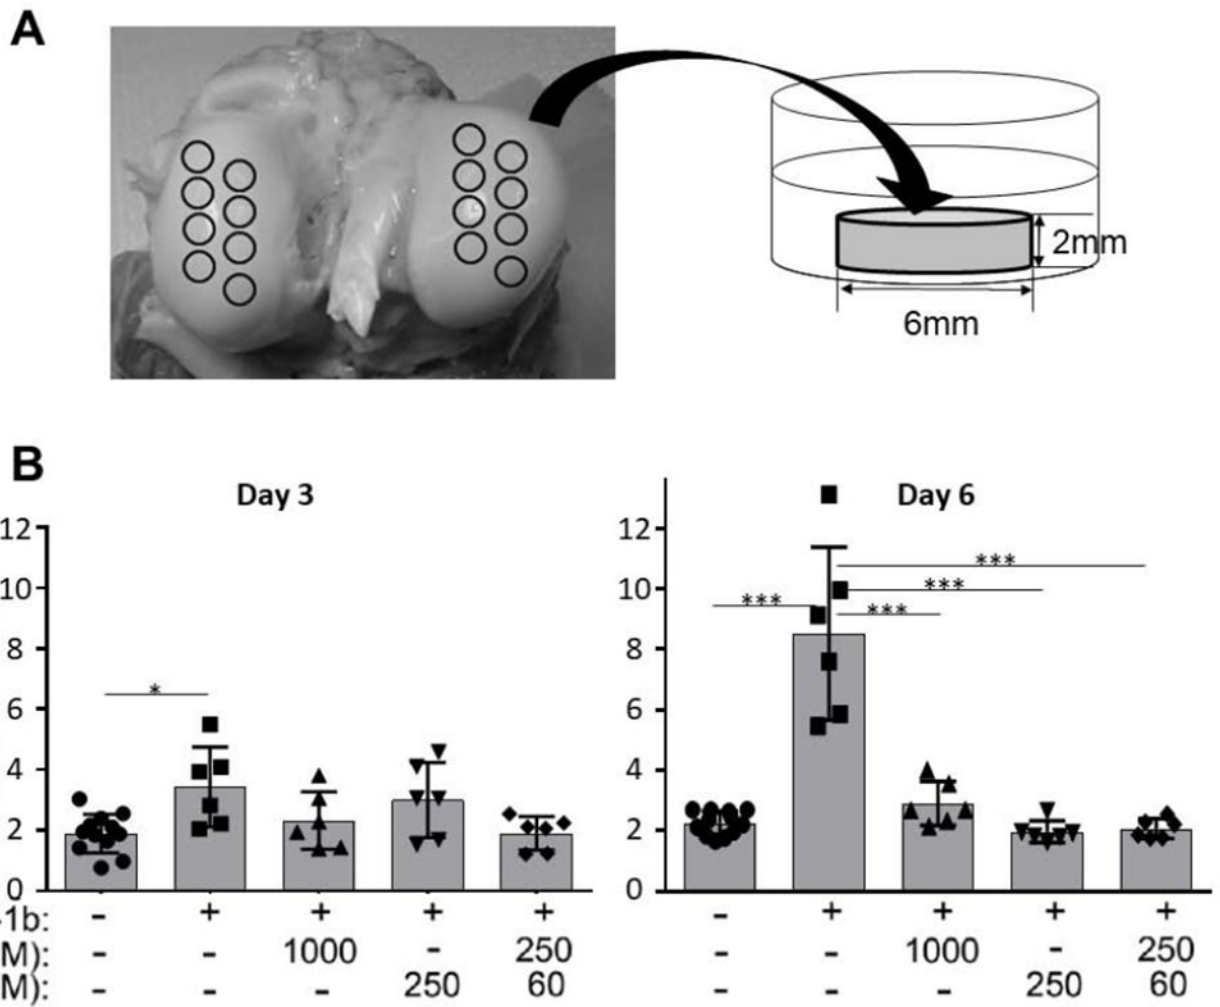 A
2mm
6mm
B
Day 3
Day 6
12
10
8
6
4
2
0
*
12
10
8
6
4
2
0
***
***
***
***
-1b: - + + + + - + + + +
M): - - 1000 - 250 - - 1000 - 250
M): - - - 250 60 - - - 250 60